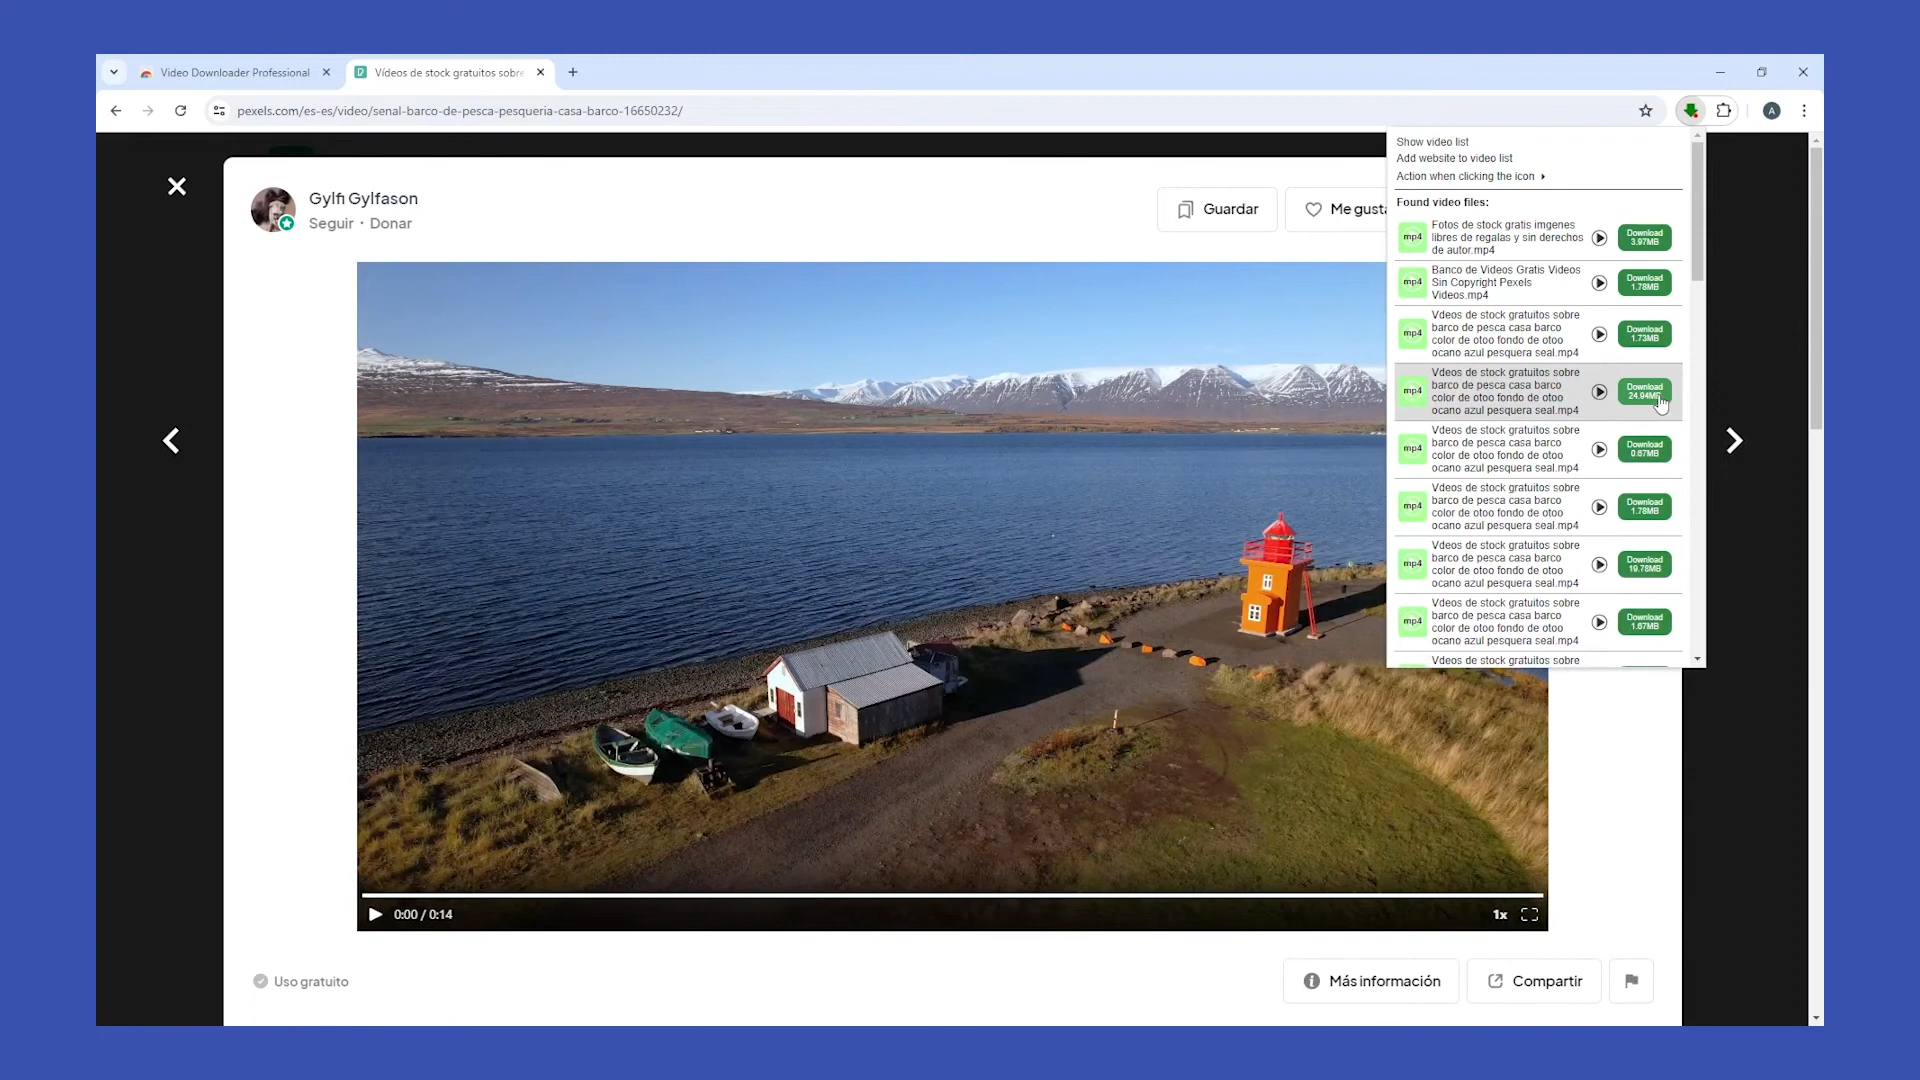 Video Downloader Professional
Vídeos de stock gratuitos sobre
pexels.com/es-es/video/senal-barco-de-pesca-pesqueria-casa-barco-16650232/
A
Gylfi Gylfason
Seguir · Donar
Guardar
Me gusta
Show video list
Add website to video list
Action when clicking the icon
Found video files:
mp4
Fotos de stock gratis imgenes
libres de regalas y sin derechos
de autor.mp4
Download
3.97MB
mp4
Banco de Videos Gratis Videos
Sin Copyright Pexels
Videos.mp4
Download
1.78MB
mp4
Vdeos de stock gratuitos sobre
barco de pesca casa barco
color de otoo fondo de otoo
ocano azul pesquera seal.mp4
Download
1.73MB
mp4
Vdeos de stock gratuitos sobre
barco de pesca casa barco
color de otoo fondo de otoo
ocano azul pesquera seal.mp4
Download
24.94MB
mp4
Vdeos de stock gratuitos sobre
barco de pesca casa barco
color de otoo fondo de otoo
ocano azul pesquera seal.mp4
Download
0.67MB
mp4
Vdeos de stock gratuitos sobre
barco de pesca casa barco
color de otoo fondo de otoo
ocano azul pesquera seal.mp4
Download
1.78MB
mp4
Vdeos de stock gratuitos sobre
barco de pesca casa barco
color de otoo fondo de otoo
ocano azul pesquera seal.mp4
Download
19.78MB
mp4
Vdeos de stock gratuitos sobre
barco de pesca casa barco
color de otoo fondo de otoo
ocano azul pesquera seal.mp4
Download
1.67MB
Vdeos de stock gratuitos sobre
0:00 / 0:14
1x
Uso gratuito
Más información
Compartir